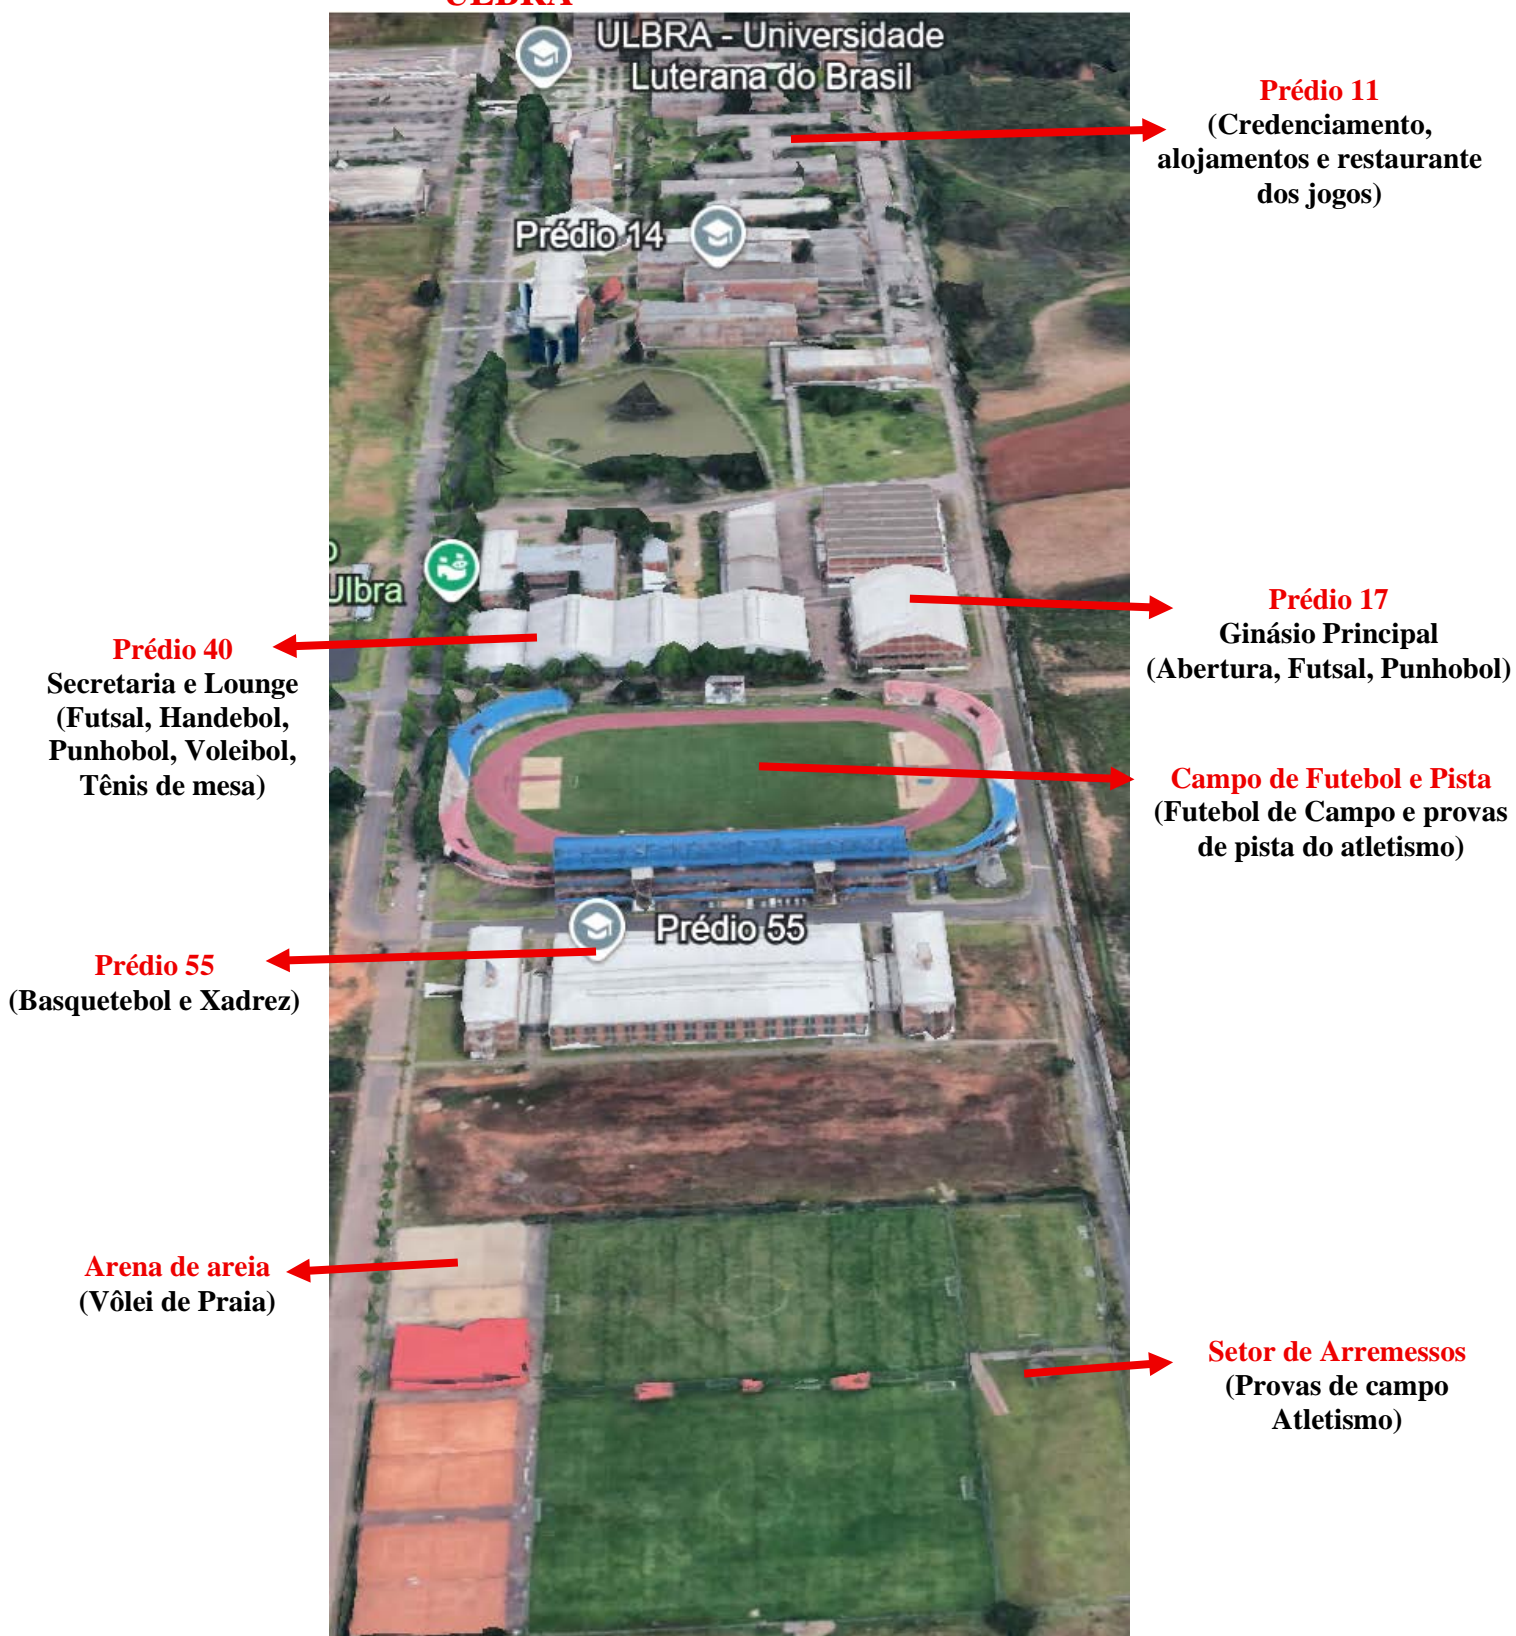 ULBRA
ULBRA - Universidade
Luterana do Brasil
Prédio 11
(Credenciamento,
alojamentos e restaurante
dos jogos)
Prédio 14
Ulbra
Prédio 17
Ginásio Principal
(Abertura, Futsal, Punhobol)
Prédio 40
Secretaria e Lounge
(Futsal, Handebol,
Punhobol, Voleibol,
Tênis de mesa)
Campo de Futebol e Pista
(Futebol de Campo e provas
de pista do atletismo)
Prédio 55
Prédio 55
(Basquetebol e Xadrez)
Arena de areia
(Vôlei de Praia)
Setor de Arremessos
(Provas de campo
Atletismo)